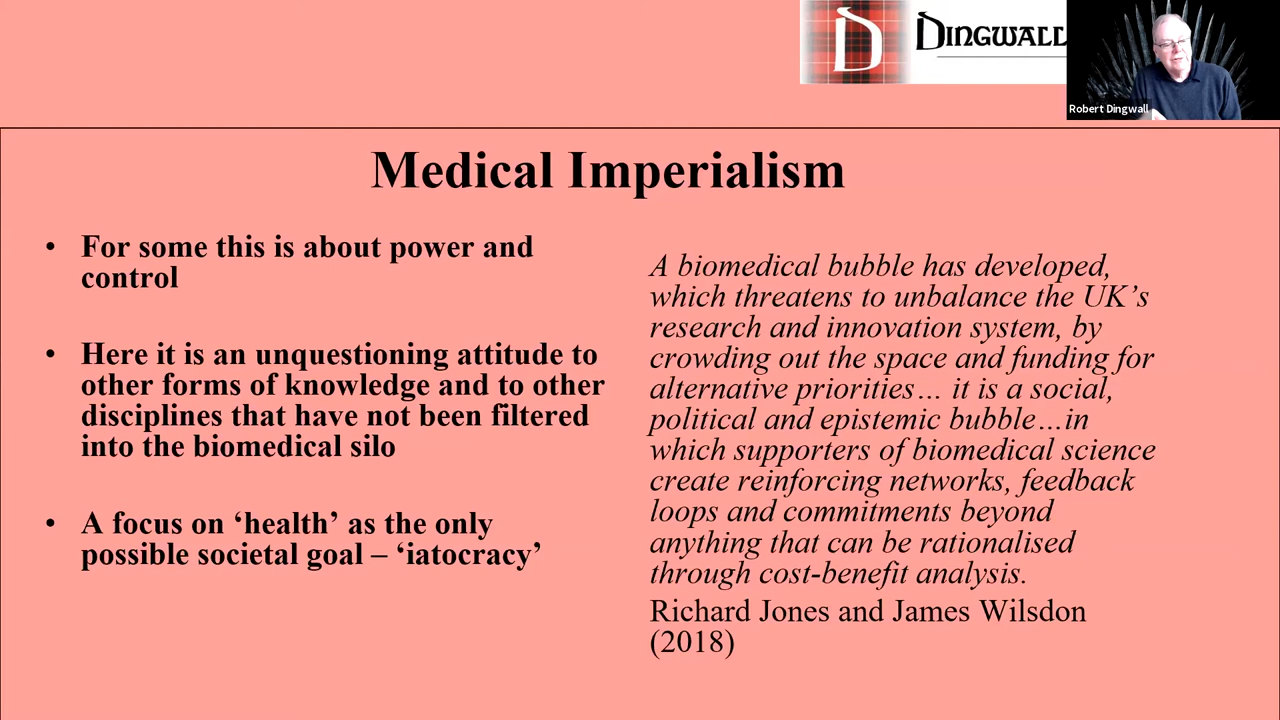 DINGWALL
Robert Dingwall
Medical Imperialism
• For some this is about power and
control
• Here it is an unquestioning attitude to
other forms of knowledge and to other
disciplines that have not been filtered
into the biomedical silo
• A focus on ‘health’ as the only
possible societal goal – ‘iatocracy’
A biomedical bubble has developed,
which threatens to unbalance the UK’s
research and innovation system, by
crowding out the space and funding for
alternative priorities… it is a social,
political and epistemic bubble…in
which supporters of biomedical science
create reinforcing networks, feedback
loops and commitments beyond
anything that can be rationalised
through cost-benefit analysis.
Richard Jones and James Wilsdon
(2018)